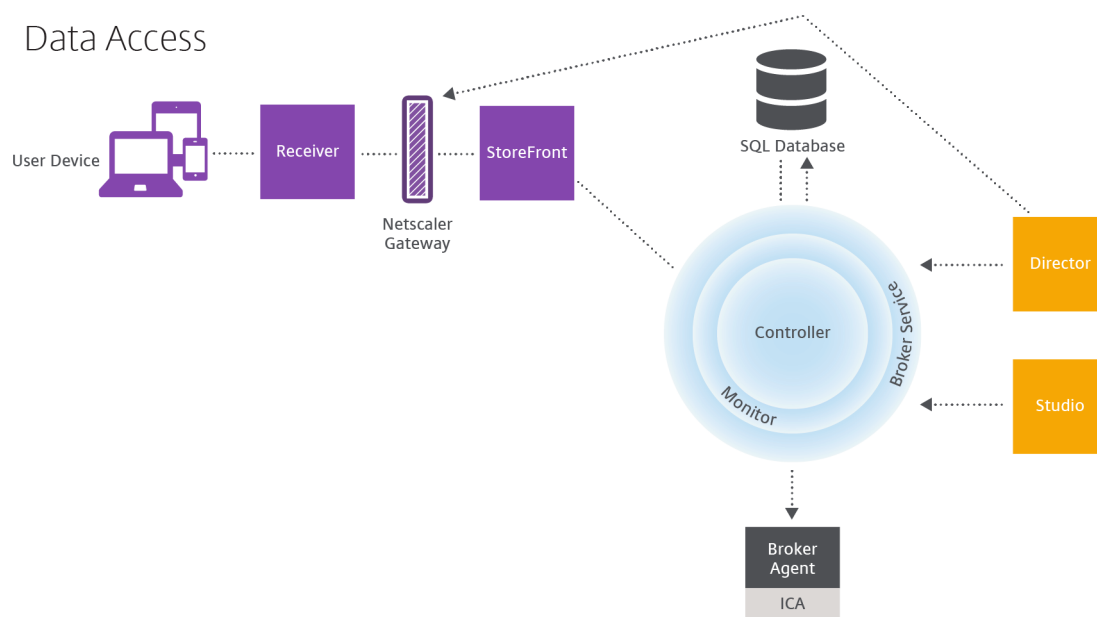 Data Access
SQL Database
User Device
Receiver
StoreFront
Netscaler
Gateway
Director
Controller
Broker Service
Monitor
Studio
Broker
Agent
ICA